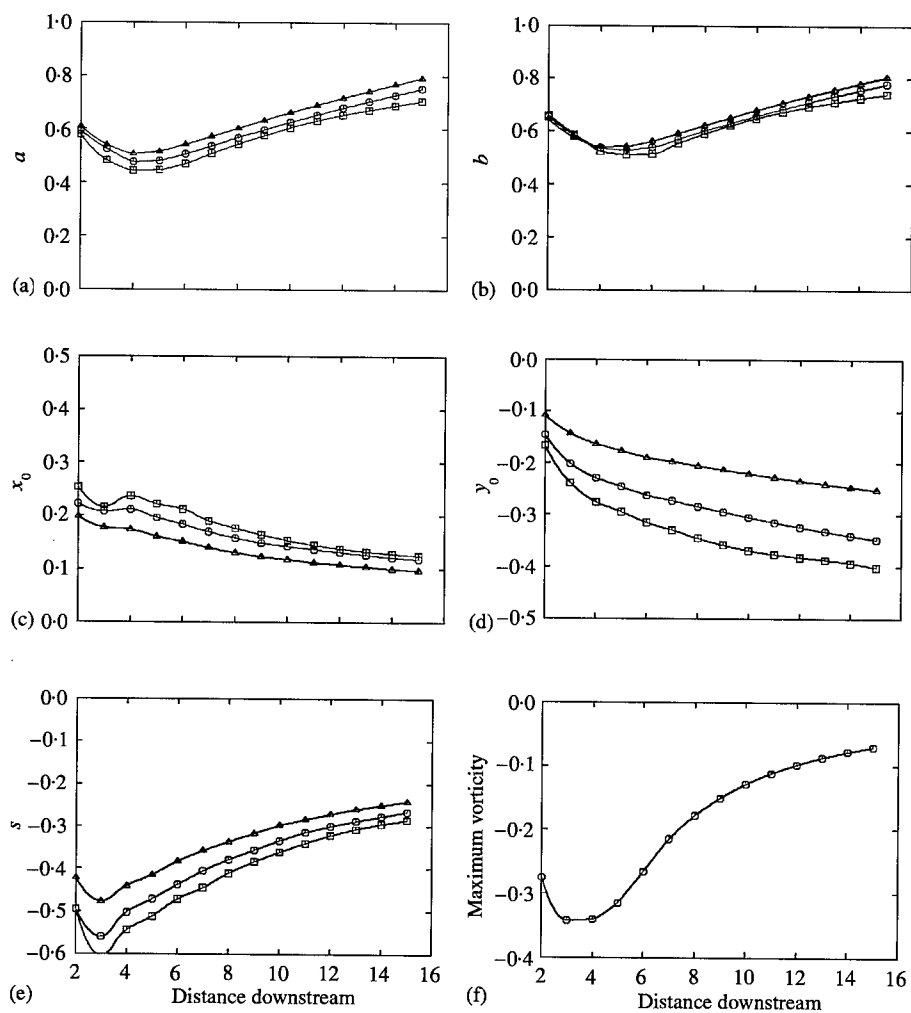 1·0
0·8
0·6
0·4
0·2
0·0
a
(a)
1·0
0·8
0·6
0·4
0·2
0·0
b
(b)
0·5
0·4
0·3
0·2
0·1
0·0
x0
(c)
0·0
−0·1
−0·2
−0·3
−0·4
−0·5
y0
(d)
0·0
−0·1
−0·2
−0·3
−0·4
−0·5
−0·6
s
2 4 6 8 10 12 14 16
(e)
Distance downstream
0·0
−0·1
−0·2
−0·3
−0·4
Maximum vorticity
2 4 6 8 10 12 14 16
(f)
Distance downstream